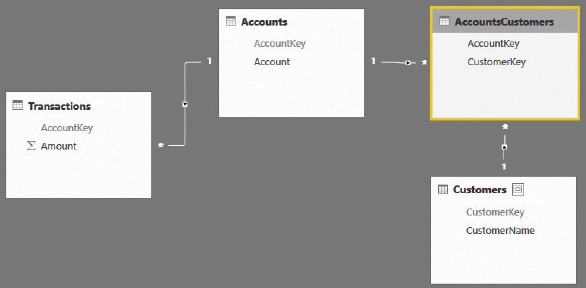 Accounts
AccountKey
Account
AccountsCustomers
AccountKey
CustomerKey
1
1
*
Transactions
AccountKey
Σ Amount
*
*
1
Customers
CustomerKey
CustomerName